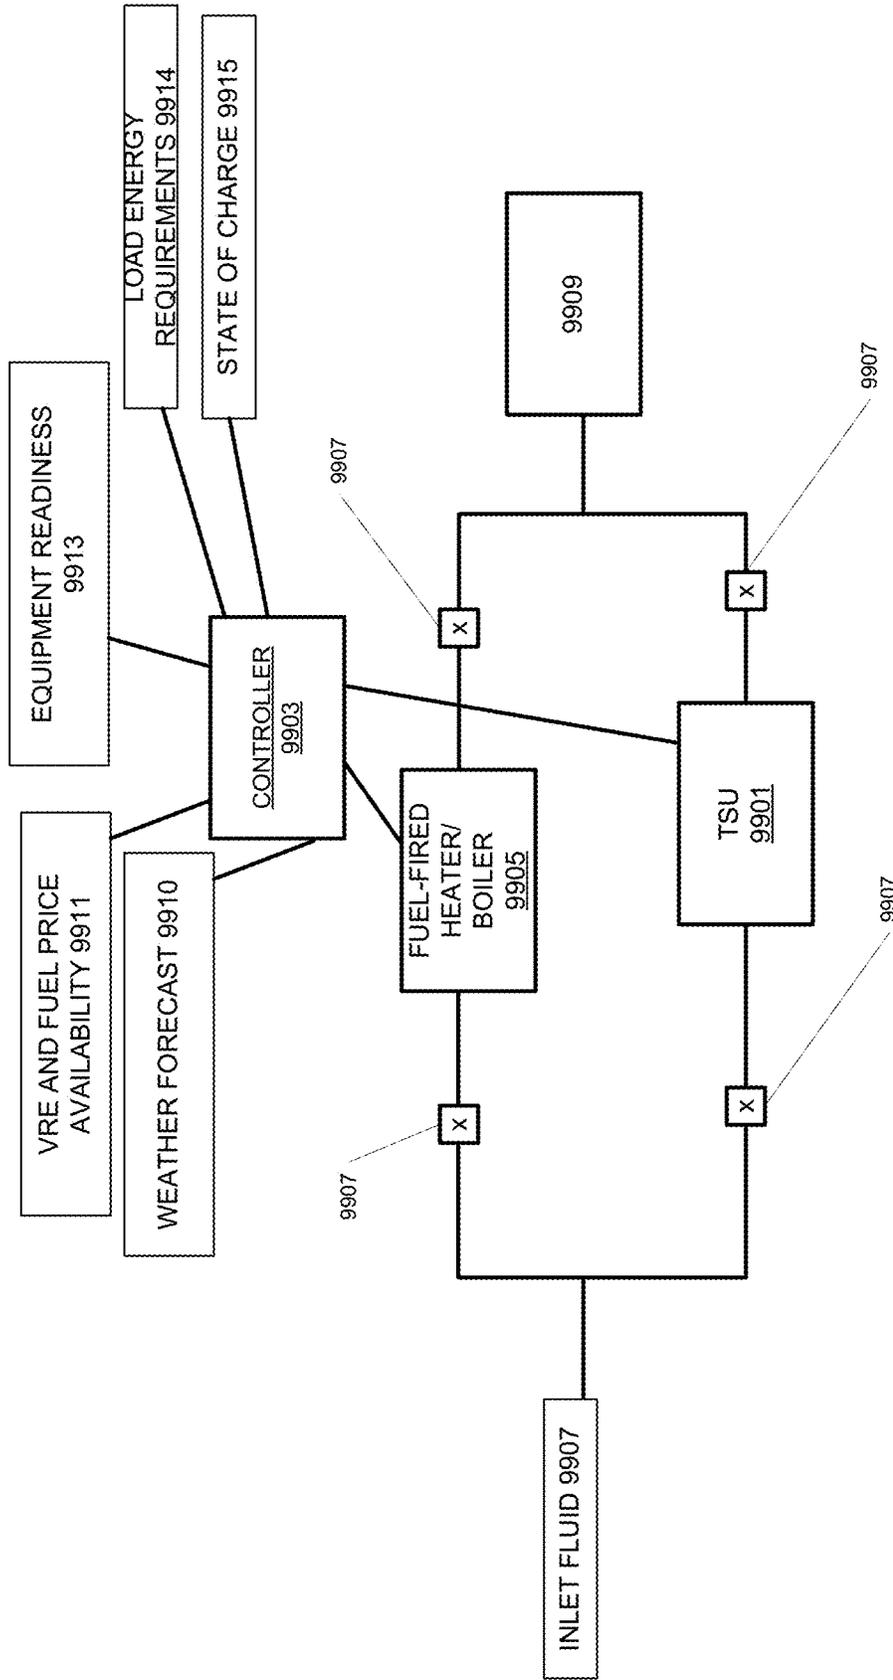 VRE AND FUEL PRICE
AVAILABILITY 9911
EQUIPMENT READINESS
9913
LOAD ENERGY
REQUIREMENTS 9914
WEATHER FORECAST 9910
STATE OF CHARGE 9915
CONTROLLER
9903
9907
9907
X
FUEL-FIRED
HEATER/
BOILER
9905
X
INLET FLUID 9907
9909
X
TSU
9901
X
9907
9907